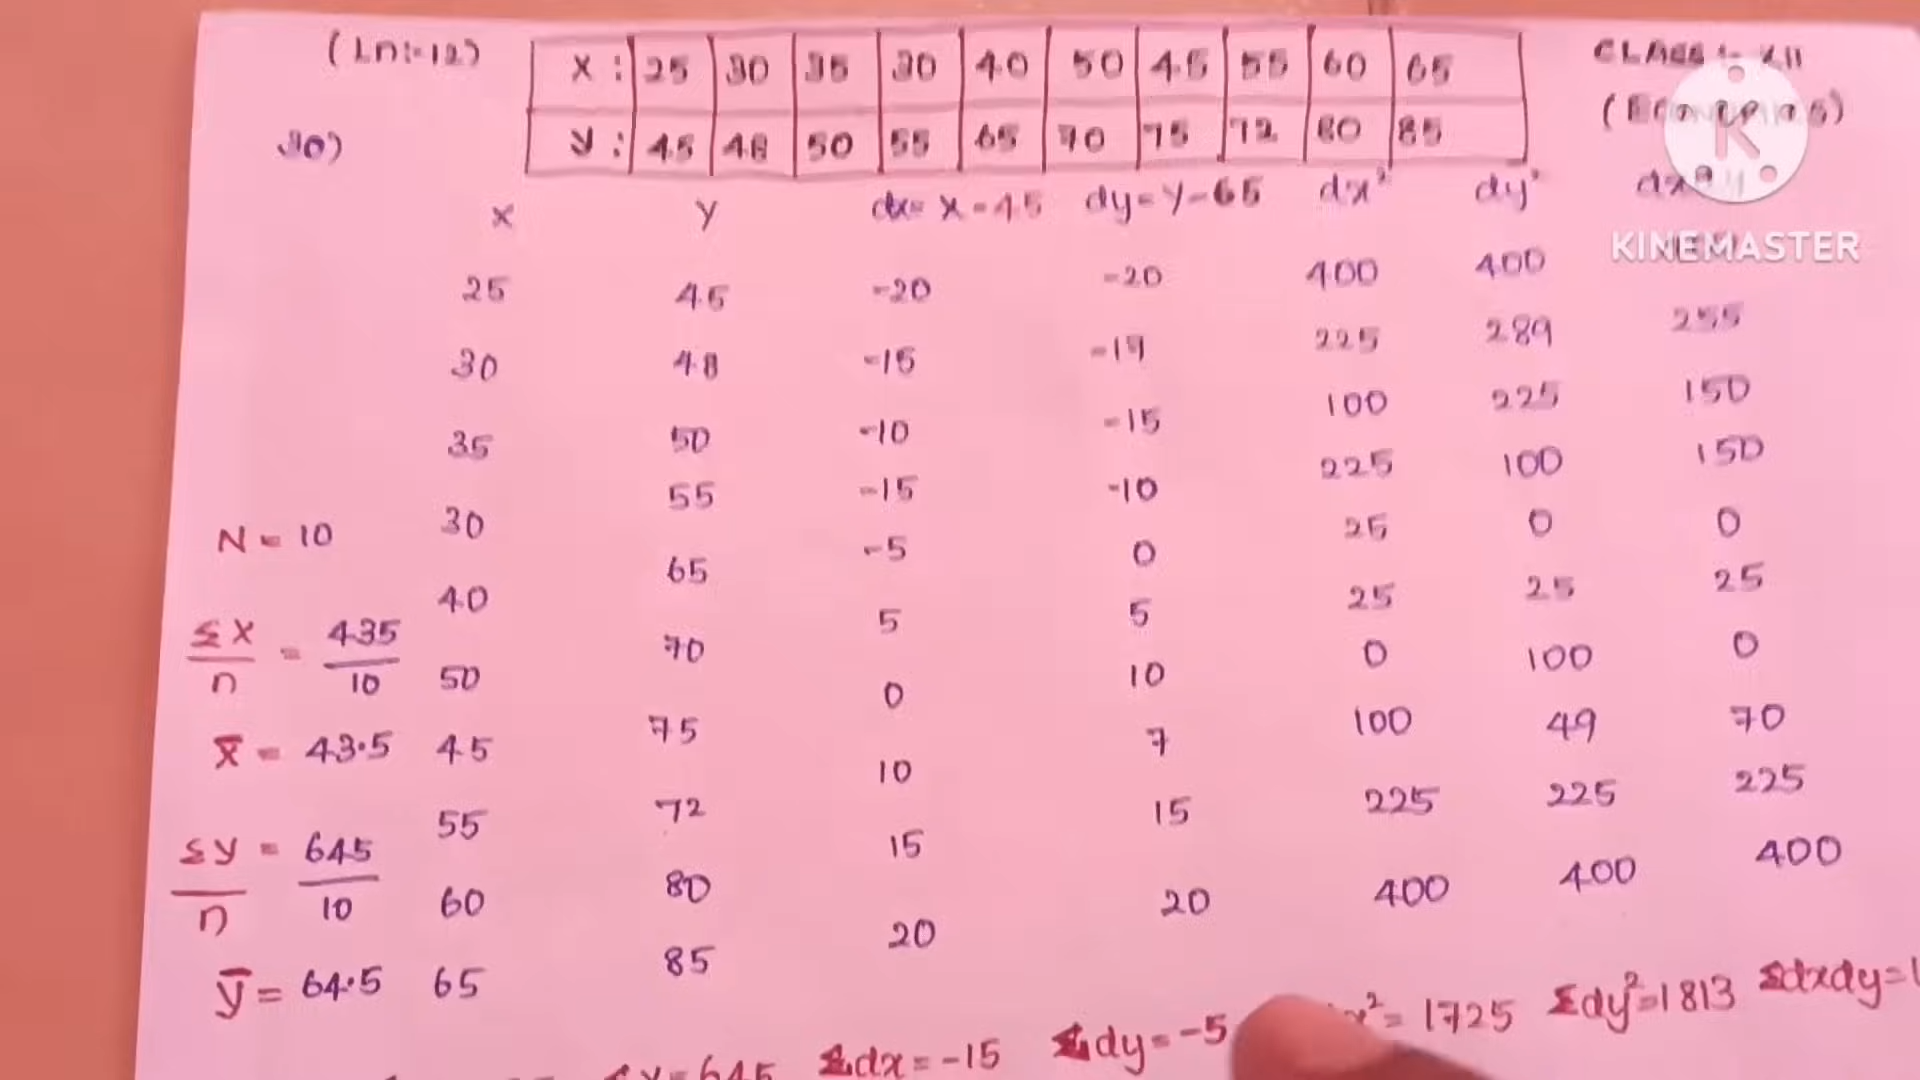 (Ln:-12)
X : 25 30 35 30 40 50 45 55 60 65
CLASS :- XII
30)
y : 45 48 50 55 65 70 75 72 80 85
X Y dx= X-45 dy=Y-65 dx² dy²
KINEMASTER
25 45 -20 -20 400 400
30 48 -15 -17 225 289 255
35 50 -10 -15 100 225 150
30 55 -15 -10 225 100 150
40 65 -5 0 25 0 0
50 70 5 5 25 25 25
45 75 0 10 0 100 0
55 72 10 7 100 49 70
60 80 15 15 225 225 225
65 85 20 20 400 400 400
N = 10
ΣX/n = 435/10
X̄ = 43.5
Σy/n = 645/10
ȳ = 64.5
Σy=645 Σdx=-15 Σdy=-5 x²=1725 Σdy²=1813 Σdxdy=1